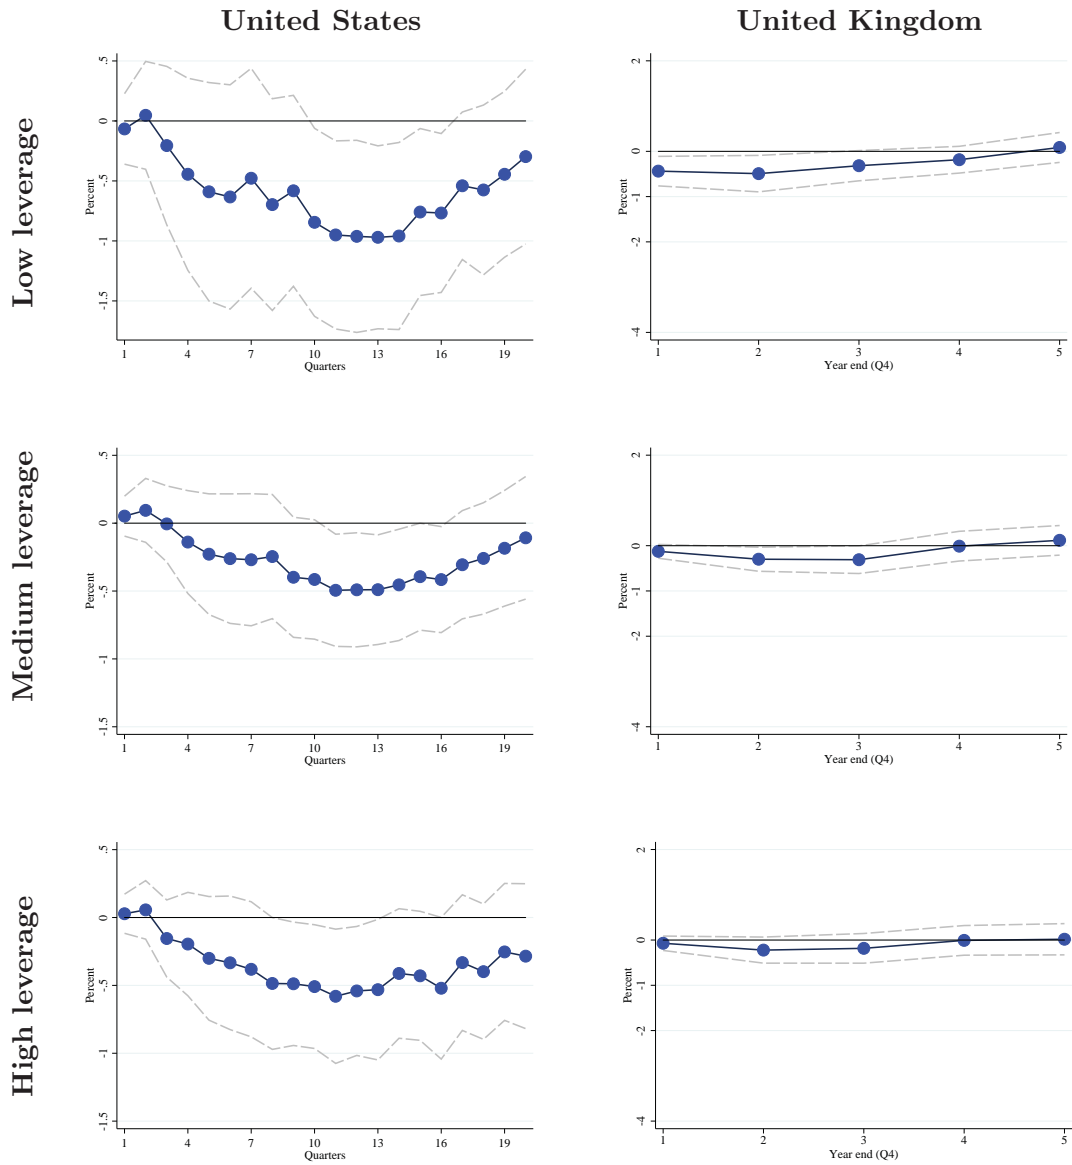 United States
United Kingdom
Low leverage
Percent
.5
0
-.5
-1
-1.5
1 4 7 10 13 16 19
Quarters
Percent
2
0
-1
-2
-4
1 2 3 4 5
Year end (Q4)
Medium leverage
Percent
.5
0
-.5
-1
-1.5
1 4 7 10 13 16 19
Quarters
Percent
2
0
-1
-2
-4
1 2 3 4 5
Year end (Q4)
High leverage
Percent
.5
0
-.5
-1
-1.5
1 4 7 10 13 16 19
Quarters
Percent
2
0
-1
-2
-4
1 2 3 4 5
Year end (Q4)